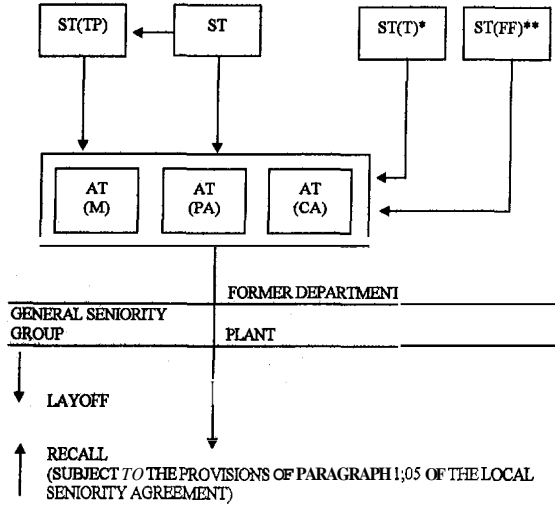 ST(TP)
ST
ST(T)*
ST(FF)**
AT
(M)
AT
(PA)
AT
(CA)
FORMER DEPARTMENT
GENERAL SENIORITY
GROUP
PLANT
LAYOFF
RECALL
(SUBJECT TO THE PROVISIONS OF PARAGRAPH 1;05 OF THE LOCAL
SENIORITY AGREEMENT)